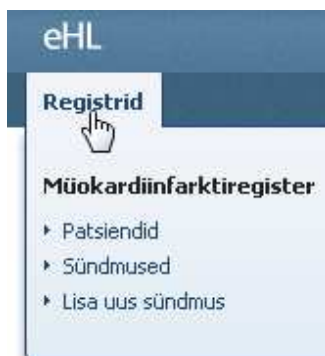 eHL
Registrid
Müokardiinfarktiregister
Patsiendid
Sündmused
Lisa uus sündmus